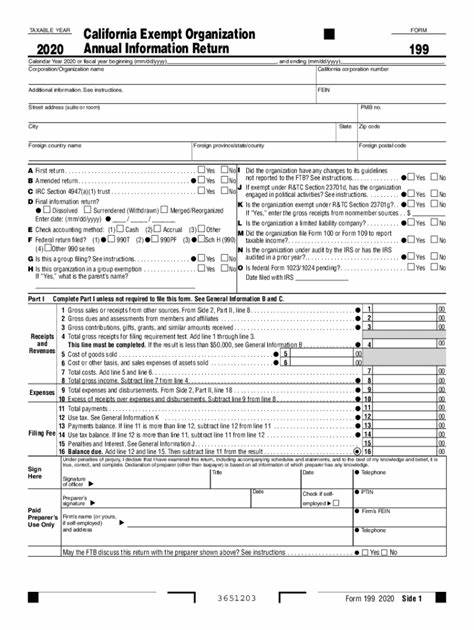 TAXABLE YEAR
California Exempt Organization
FORM
2020
Annual Information Return
199
Calendar Year 2020 or fiscal year beginning (mm/dd/yyyy) , and ending (mm/dd/yyyy) .
Corporation/Organization name
California corporation number
Additional information. See instructions.
FEIN
Street address (suite or room)
PMB no.
City
State
Zip code
Foreign country name
Foreign province/state/county
Foreign postal code
A First return Yes No
B Amended return Yes No
C IRC Section 4947(a)(1) trust Yes No
D Final information return?
Dissolved Surrendered (Withdrawn) Merged/Reorganized
Enter date: (mm/dd/yyyy) ____ / ____ / ____
E Check accounting method: (1) Cash (2) Accrual (3) Other
F Federal return filed? (1) 990T (2) 990PF (3) Sch H (990)
(4) Other 990 series
G Is this a group filing? See instructions. Yes No
H Is this organization in a group exemption Yes No
If "Yes," what is the parent's name?
I Did the organization have any changes to its guidelines
not reported to the FTB? See instructions. Yes No
J If exempt under R&TC Section 23701d, has the organization
engaged in political activities? See instructions. Yes No
K Is the organization exempt under R&TC Section 23701g? Yes No
If "Yes," enter the gross receipts from nonmember sources $
L Is the organization a limited liability company? Yes No
M Did the organization file Form 100 or Form 109 to report
taxable income? Yes No
N Is the organization under audit by the IRS or has the IRS
audited in a prior year? Yes No
O Is federal Form 1023/1024 pending? Yes No
Date filed with IRS
Part I Complete Part I unless not required to file this form. See General Information B and C.
Receipts and Revenues
1 Gross sales or receipts from other sources. From Side 2, Part II, line 8 1 00
2 Gross dues and assessments from members and affiliates 2 00
3 Gross contributions, gifts, grants, and similar amounts received 3 00
4 Total gross receipts for filing requirement test. Add line 1 through line 3.
This line must be completed. If the result is less than $50,000, see General Information B 4 00
5 Cost of goods sold 5 00
6 Cost or other basis, and sales expenses of assets sold 6 00
7 Total costs. Add line 5 and line 6. 7 00
8 Total gross income. Subtract line 7 from line 4. 8 00
Expenses
9 Total expenses and disbursements. From Side 2, Part II, line 18 9 00
10 Excess of receipts over expenses and disbursements. Subtract line 9 from line 8 10 00
Filing Fee
11 Total payments 11 00
12 Use tax. See General Information K 12 00
13 Payments balance. If line 11 is more than line 12, subtract line 12 from line 11 13 00
14 Use tax balance. If line 12 is more than line 11, subtract line 11 from line 12 14 00
15 Penalties and Interest. See General Information J 15 00
16 Balance due. Add line 12 and line 15. Then subtract line 11 from the result 16 00
Sign Here
Under penalties of perjury, I declare that I have examined this return, including accompanying schedules and statements, and to the best of my knowledge and belief, it is
true, correct, and complete. Declaration of preparer (other than taxpayer) is based on all information of which preparer has any knowledge.
Signature of officer
Title
Date
Telephone
Paid Preparer's Use Only
Preparer's signature
Date
Check if self-employed
PTIN
Firm's name (or yours, if self-employed) and address
Firm's FEIN
Telephone
May the FTB discuss this return with the preparer shown above? See instructions Yes No
3651203
Form 199 2020 Side 1